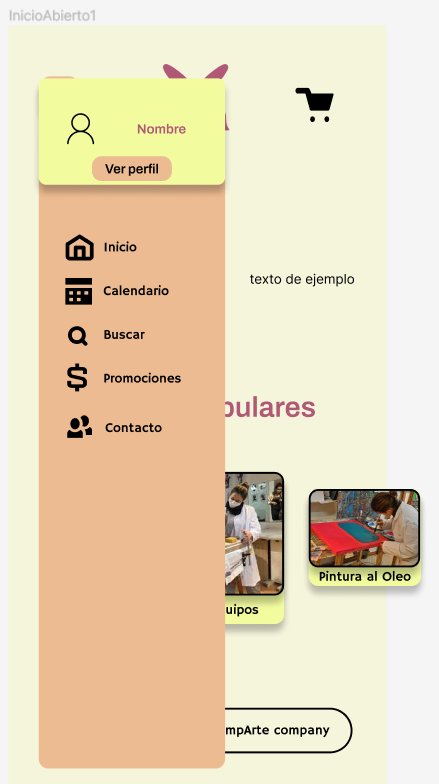 InicioAbierto1
Nombre
Ver perfil
Inicio
texto de ejemplo
Calendario
Buscar
Promociones
pulares
Contacto
Pintura al Oleo
uipos
mpArte company